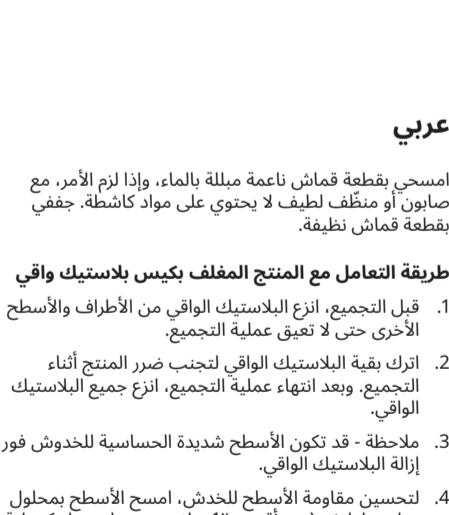 عربي
امسحي بقطعة قماش ناعمة مبللة بالماء، وإذا لزم الأمر، مع
صابون أو منظّف لطيف لا يحتوي على مواد كاشطة. جففي
بقطعة قماش نظيفة.
طريقة التعامل مع المنتج المغلف بكيس بلاستيك واقي
1. قبل التجميع، انزع البلاستيك الواقي من الأطراف والأسطح
الأخرى حتى لا تعيق عملية التجميع.
2. اترك بقية البلاستيك الواقي لتجنب ضرر المنتج أثناء
التجميع. وبعد انتهاء عملية التجميع، انزع جميع البلاستيك
الواقي.
3. ملاحظة - قد تكون الأسطح شديدة الحساسية للخدوش فور
إزالة البلاستيك الواقي.
4. لتحسين مقاومة الأسطح للخدش، امسح الأسطح بمحلول